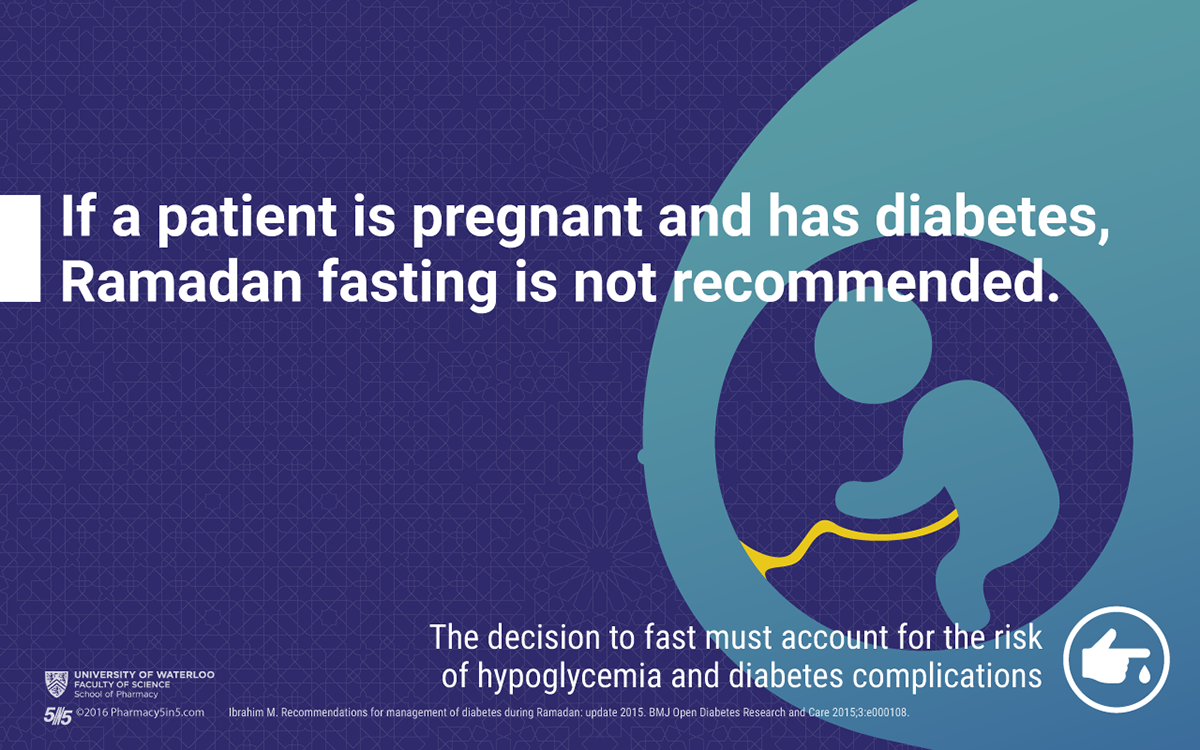 If a patient is pregnant and has diabetes,
Ramadan fasting is not recommended.
The decision to fast must account for the risk
of hypoglycemia and diabetes complications
UNIVERSITY OF WATERLOO
FACULTY OF SCIENCE
School of Pharmacy
5in5 ©2016 Pharmacy5in5.com
Ibrahim M. Recommendations for management of diabetes during Ramadan: update 2015. BMJ Open Diabetes Research and Care 2015;3:e000108.